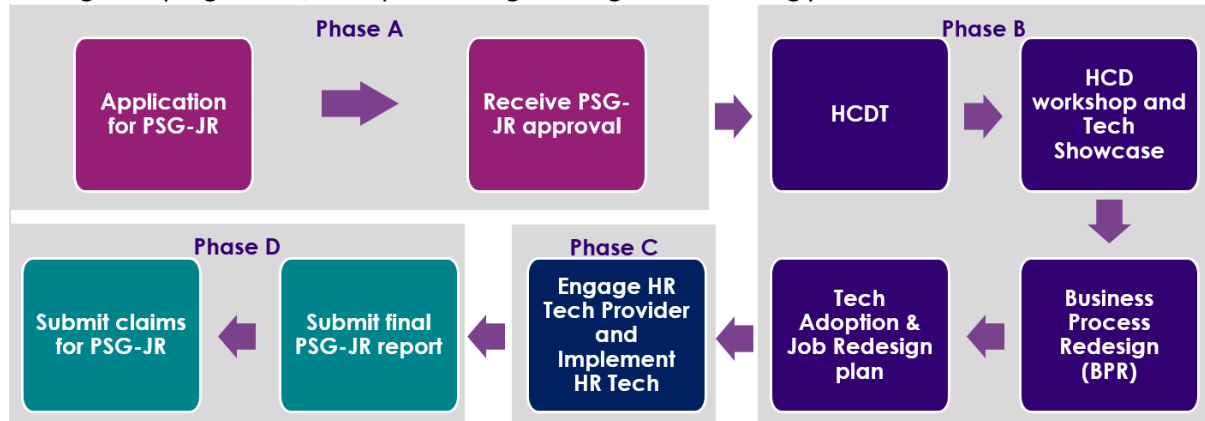 Phase A
Application
for PSG-JR
Receive PSG-
JR approval
Phase B
HCDT
HCD
workshop and
Tech
Showcase
Business
Process
Redesign
(BPR)
Tech
Adoption &
Job Redesign
plan
Phase C
Engage HR
Tech Provider
and
Implement
HR Tech
Phase D
Submit final
PSG-JR report
Submit claims
for PSG-JR